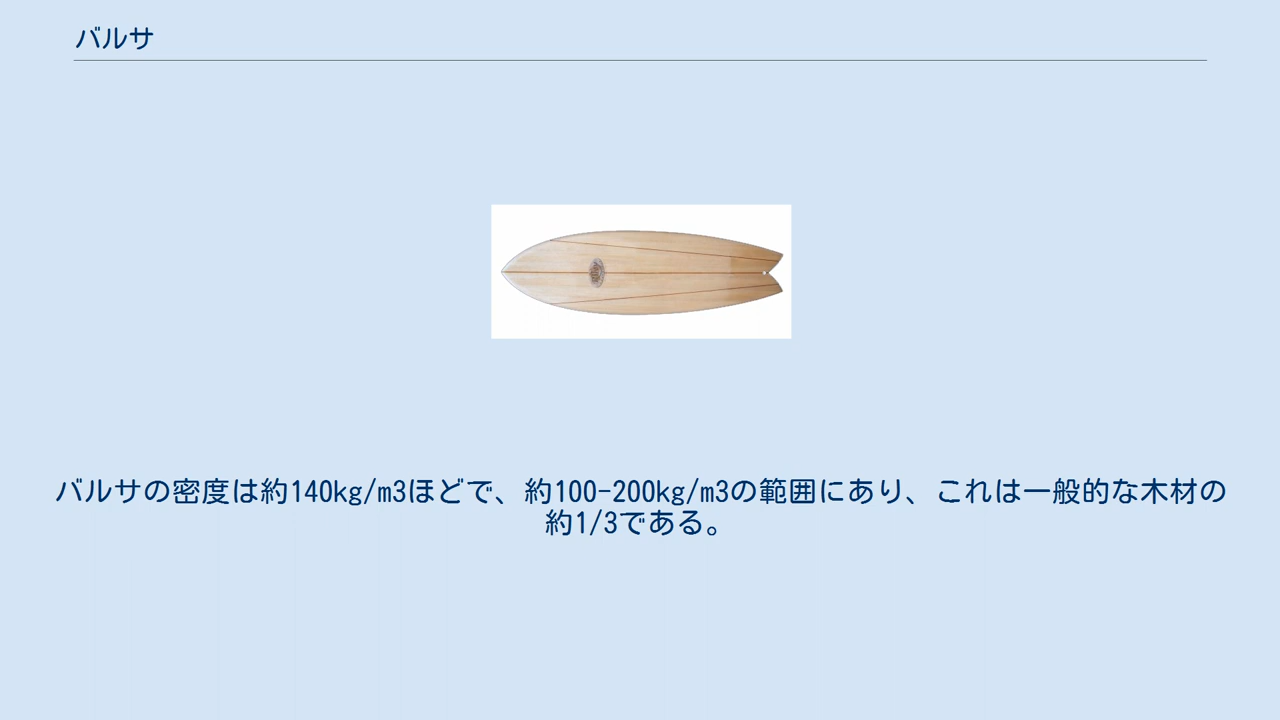 バルサ
バルサの密度は約140kg/m3ほどで、約100-200kg/m3の範囲にあり、これは一般的な木材の
約1/3である。